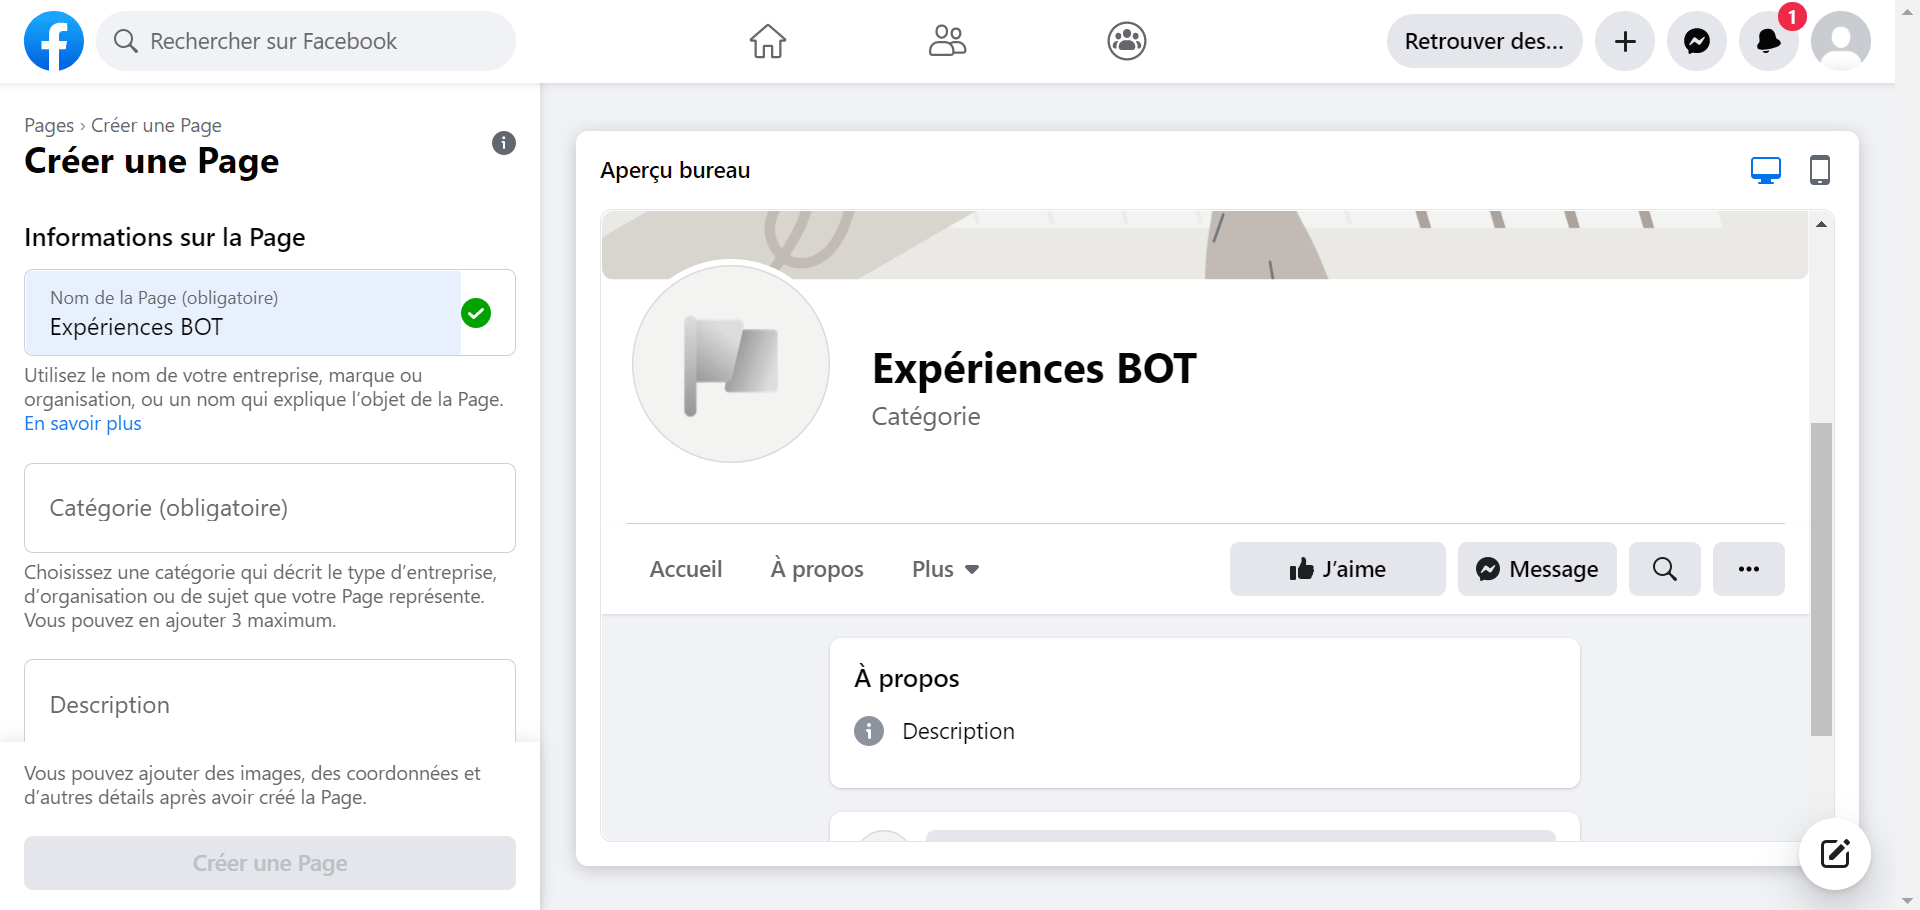 Rechercher sur Facebook
Retrouver des...
1
Pages › Créer une Page
Créer une Page
Informations sur la Page
Nom de la Page (obligatoire)
Expériences BOT
Utilisez le nom de votre entreprise, marque ou
organisation, ou un nom qui explique l’objet de la Page.
En savoir plus
Catégorie (obligatoire)
Choisissez une catégorie qui décrit le type d’entreprise,
d’organisation ou de sujet que votre Page représente.
Vous pouvez en ajouter 3 maximum.
Description
Vous pouvez ajouter des images, des coordonnées et
d’autres détails après avoir créé la Page.
Créer une Page
Aperçu bureau
Expériences BOT
Catégorie
Accueil
À propos
Plus
J’aime
Message
À propos
Description